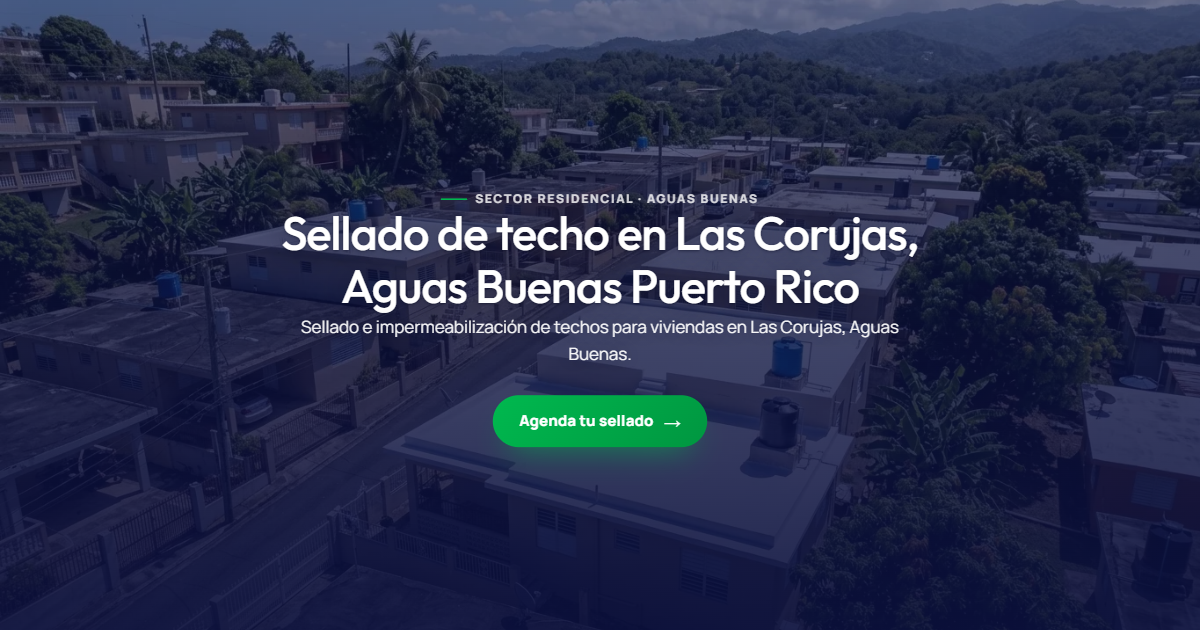 SECTOR RESIDENCIAL · AGUAS BUENAS
Sellado de techo en Las Corujas,
Aguas Buenas Puerto Rico
Sellado e impermeabilización de techos para viviendas en Las Corujas, Aguas
Buenas.
Agenda tu sellado →